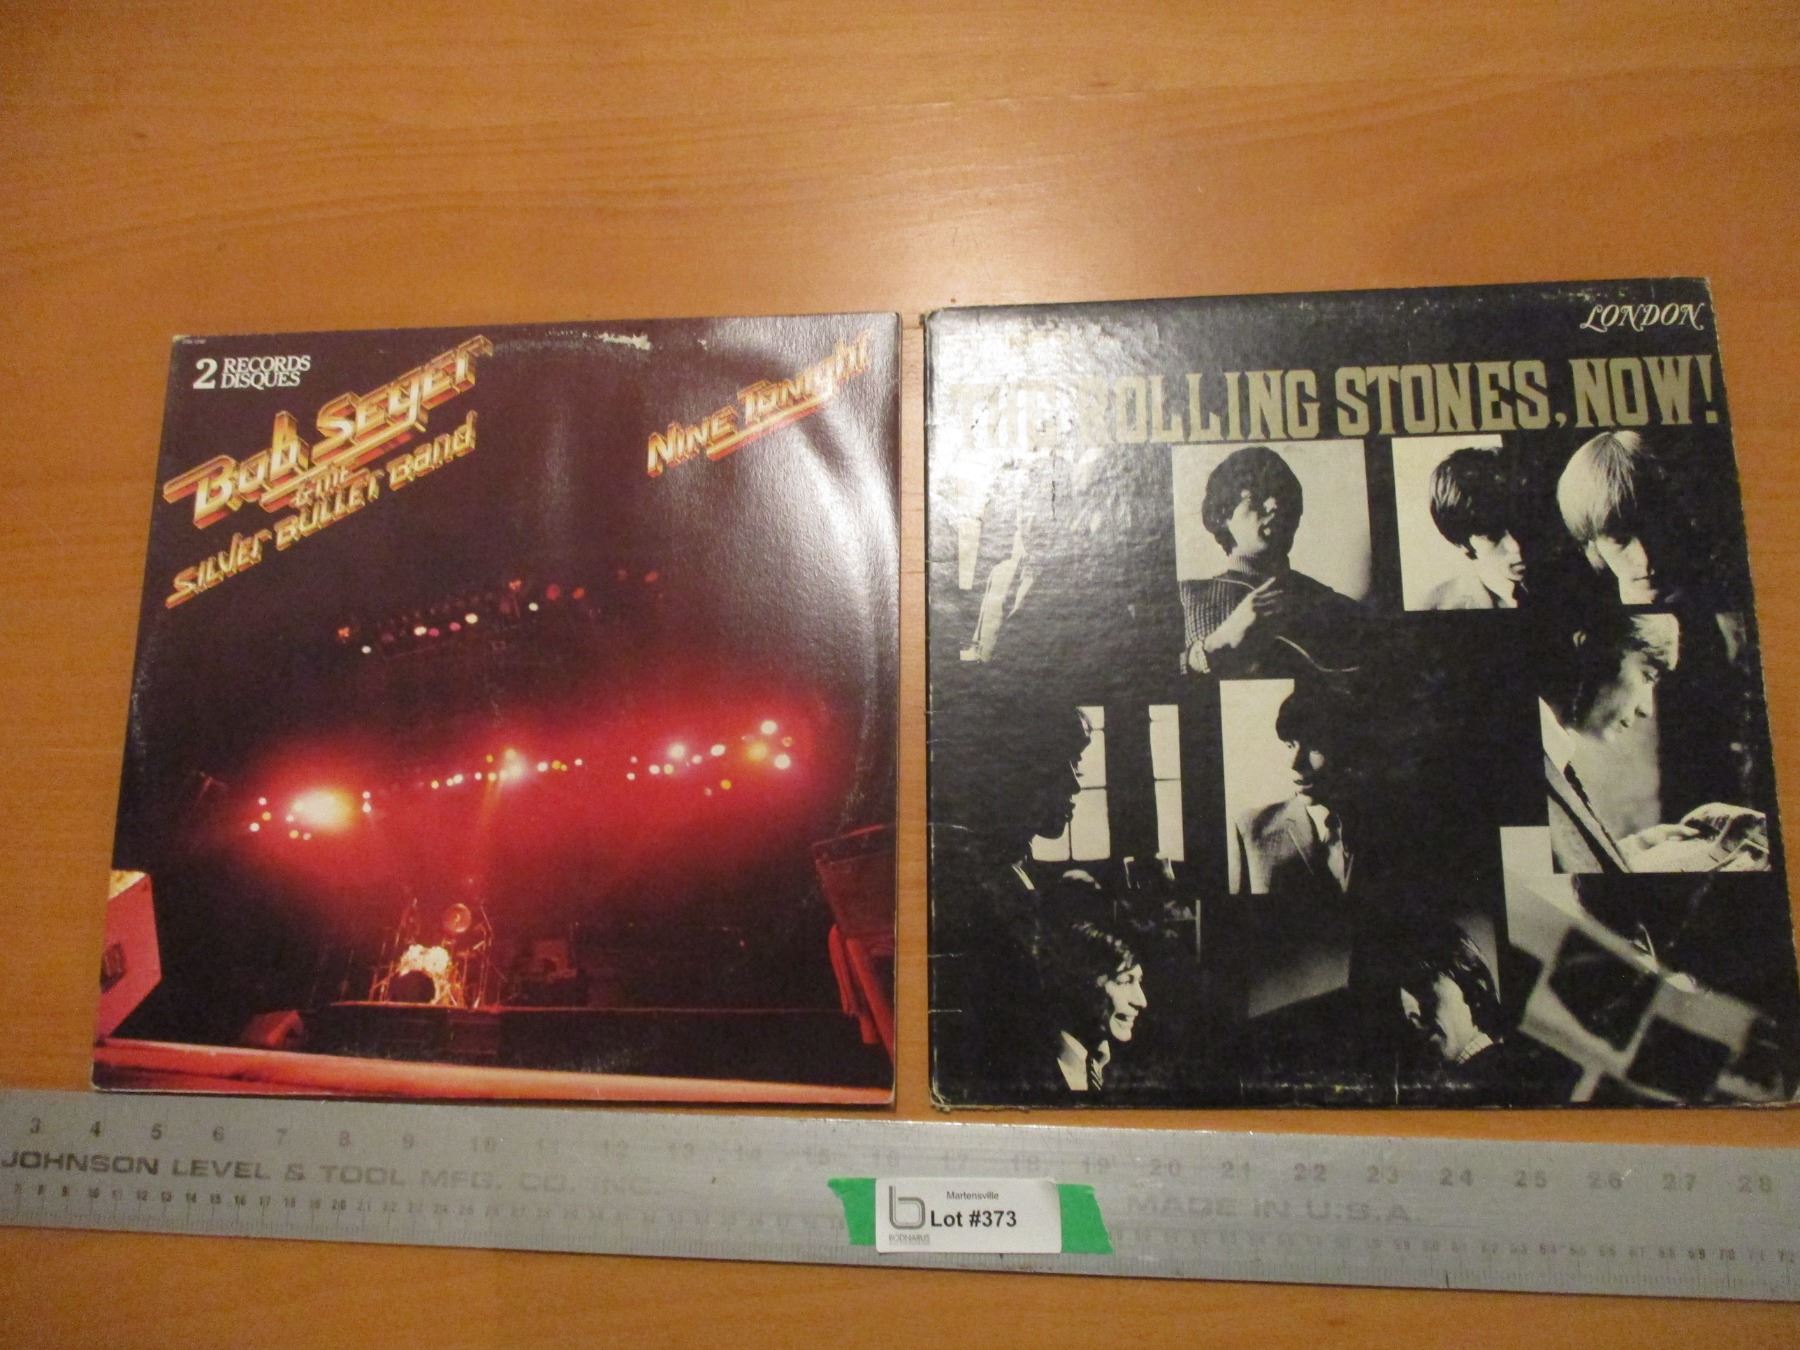 2 RECORDS
DISQUES
Bob Seger
& THE
Silver Bullet Band
Nine Tonight
LONDON
THE ROLLING STONES, NOW!
3 4 5 6 7 8 9 10 11 12 13 14 15 16 17 18 19 20 21 22 23 24 25 26 27 28
JOHNSON LEVEL & TOOL MFG. CO. INC.
MADE IN U.S.A
Martensville
Lot #373
BODNARUS